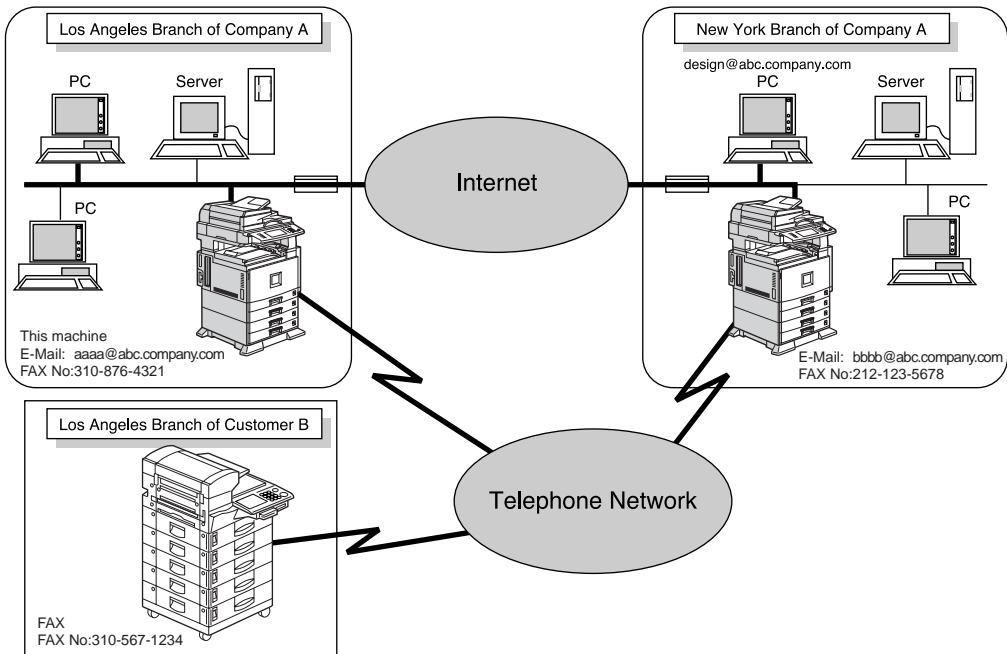 Los Angeles Branch of Company A
PC
Server
PC
This machine
E-Mail: aaaa@abc.company.com
FAX No:310-876-4321
Internet
New York Branch of Company A
design@abc.company.com
PC
Server
PC
E-Mail: bbbb@abc.company.com
FAX No:212-123-5678
Los Angeles Branch of Customer B
FAX
FAX No:310-567-1234
Telephone Network